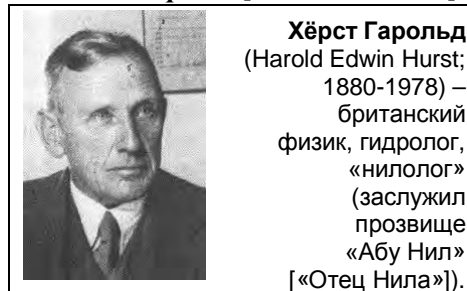 Хёрст Гарольд
(Harold Edwin Hurst;
1880-1978) –
британский
физик, гидролог,
«нилолог»
(заслужил
прозвище
«Абу Нил»
[«Отец Нила»]).